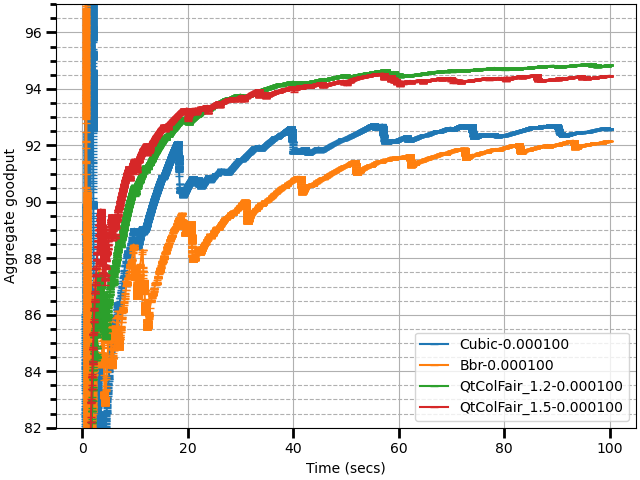 Aggregate goodput
96
94
92
90
88
86
84
82
0 20 40 60 80 100
Time (secs)
Cubic-0.000100
Bbr-0.000100
QtColFair_1.2-0.000100
QtColFair_1.5-0.000100